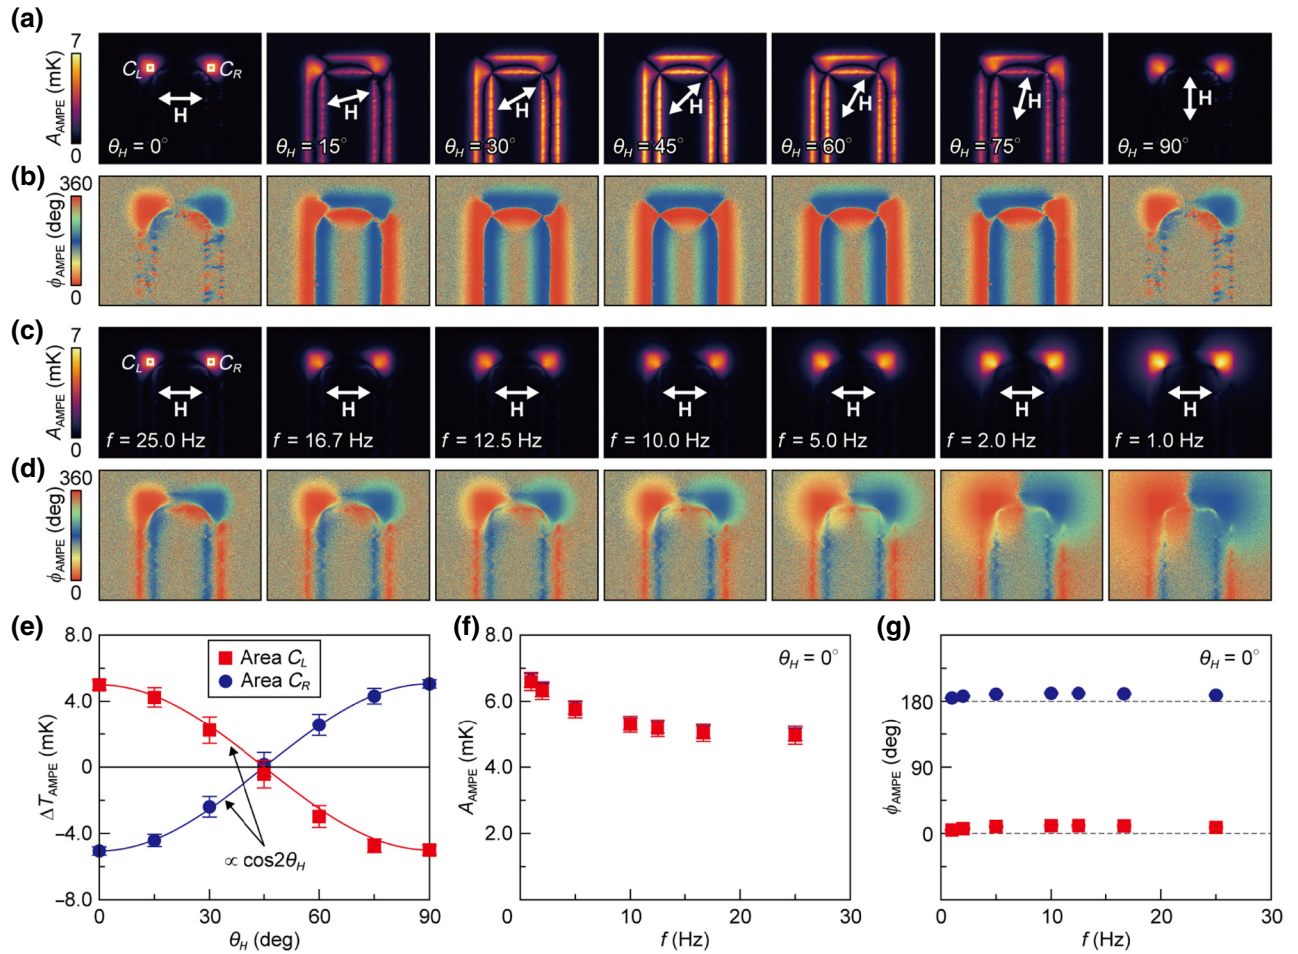 (a)
7
A_AMPE (mK)
0
C_L C_R
H
θ_H = 0°
H
θ_H = 15°
H
θ_H = 30°
H
θ_H = 45°
H
θ_H = 60°
H
θ_H = 75°
H
θ_H = 90°
(b)
360
ϕ_AMPE (deg)
0
(c)
7
A_AMPE (mK)
0
C_L C_R
H
f = 25.0 Hz
H
f = 16.7 Hz
H
f = 12.5 Hz
H
f = 10.0 Hz
H
f = 5.0 Hz
H
f = 2.0 Hz
H
f = 1.0 Hz
(d)
360
ϕ_AMPE (deg)
0
(e)
8.0
4.0
0
−4.0
−8.0
ΔT_AMPE (mK)
Area C_L
Area C_R
∝ cos2θ_H
0 30 60 90
θ_H (deg)
(f)
8.0
6.0
4.0
2.0
A_AMPE (mK)
θ_H = 0°
0 10 20 30
f (Hz)
(g)
180
90
0
ϕ_AMPE (deg)
θ_H = 0°
0 10 20 30
f (Hz)